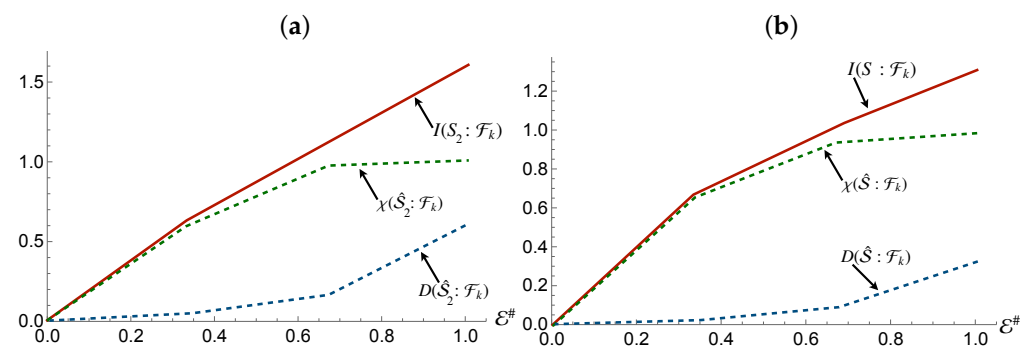 (a)
1.5
1.0
0.5
0.0
0.0 0.2 0.4 0.6 0.8 1.0
ℰ#
I(S₂ : ℱₖ)
χ(Ŝ₂ : ℱₖ)
D(Ŝ₂ : ℱₖ)
(b)
1.2
1.0
0.8
0.6
0.4
0.2
0.0
0.0 0.2 0.4 0.6 0.8 1.0
ℰ#
I(S : ℱₖ)
χ(Ŝ : ℱₖ)
D(Ŝ : ℱₖ)